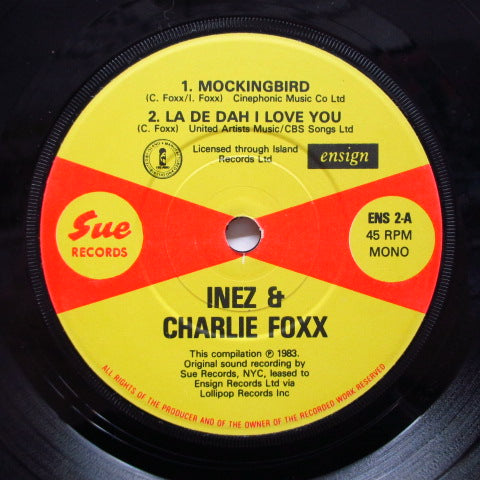 1. MOCKINGBIRD
(C. Foxx/I. Foxx) Cinephonic Music Co Ltd
2. LA DE DAH I LOVE YOU
(C. Foxx) United Artists Music/CBS Songs Ltd
Licensed through Island
Records Ltd
ensign
Sue
RECORDS
ENS 2-A
45 RPM
MONO
INEZ &
CHARLIE FOXX
This compilation ℗ 1983.
Original sound recording by
Sue Records, NYC, leased to
Ensign Records Ltd via
Lollipop Records Inc
ALL RIGHTS OF THE PRODUCER AND OF THE OWNER OF THE RECORDED WORK RESERVED